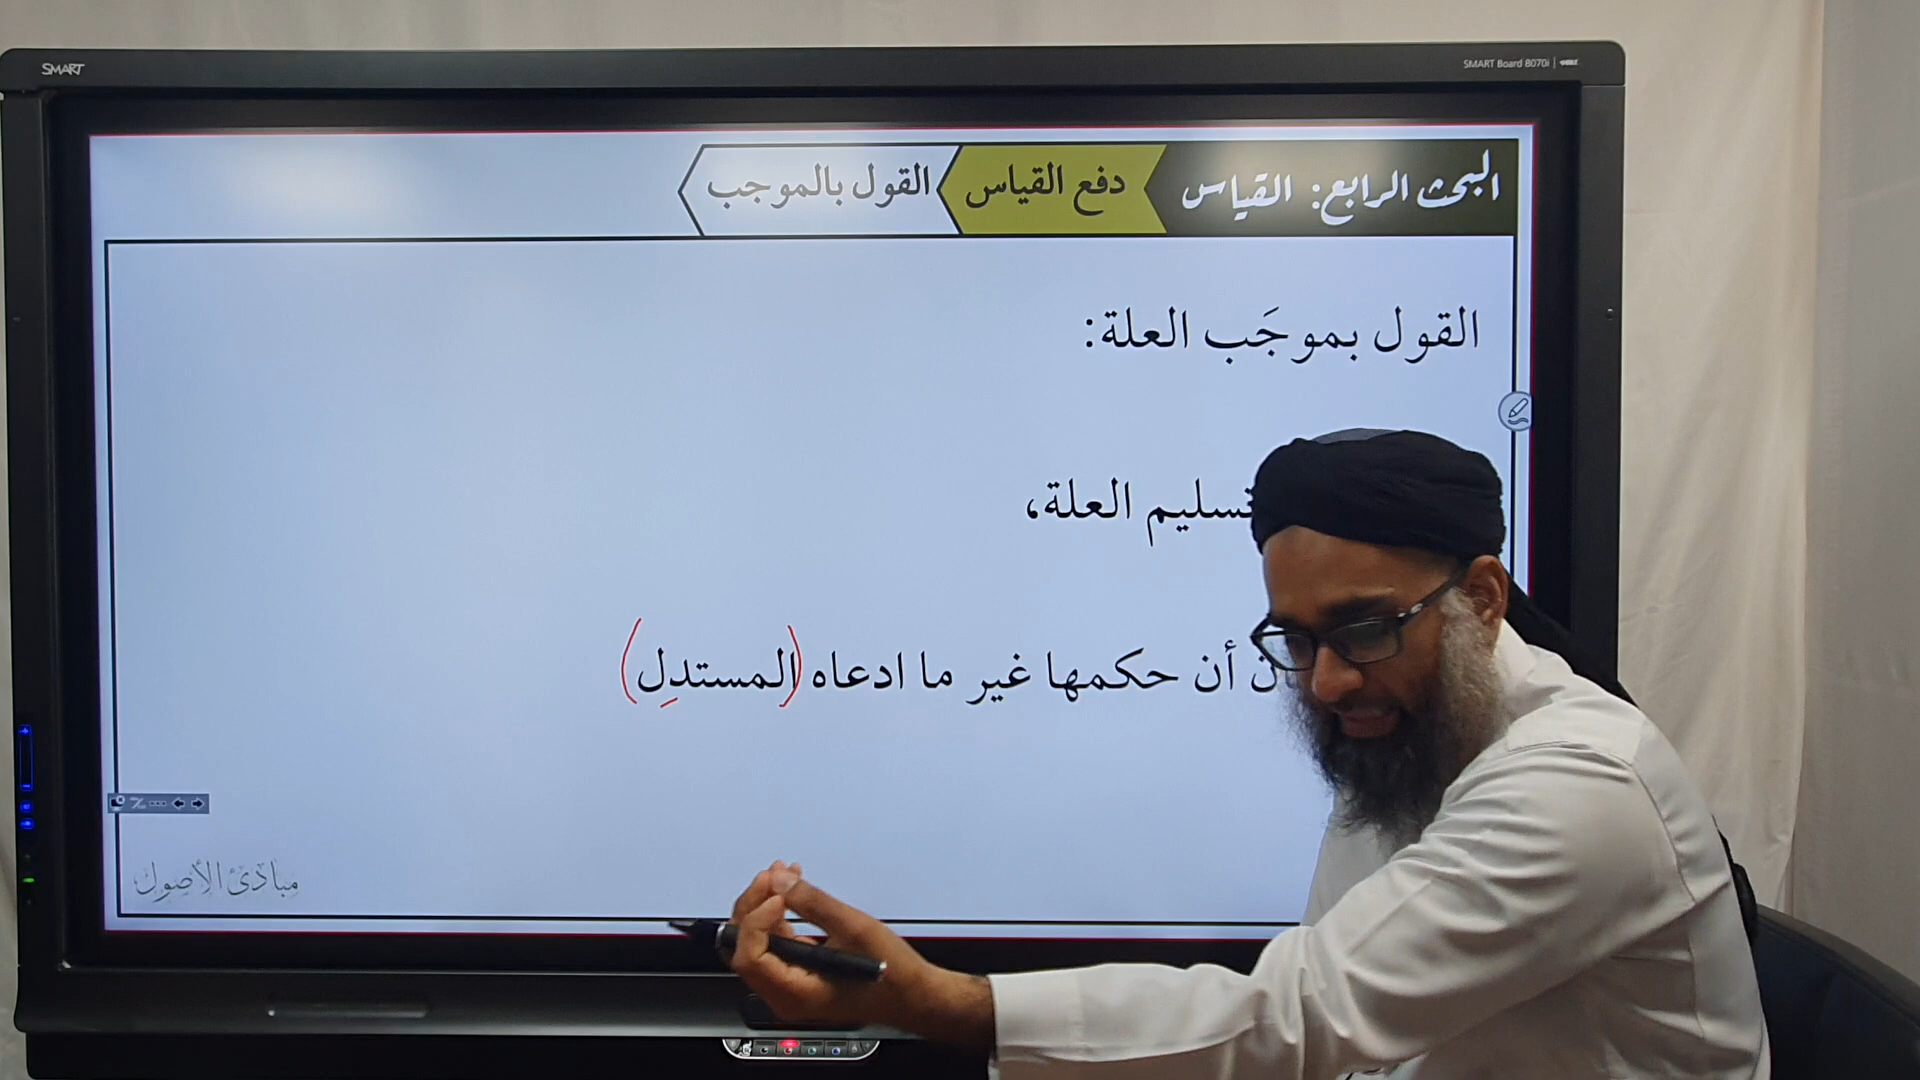 SMART
SMART Board 8070i
البحث الرابع: القياس
دفع القياس
القول بالموجب
القول بموجَب العلة:
تسليم العلة،
أن حكمها غير ما ادعاه (المستدِل)
مبادئ الأصول